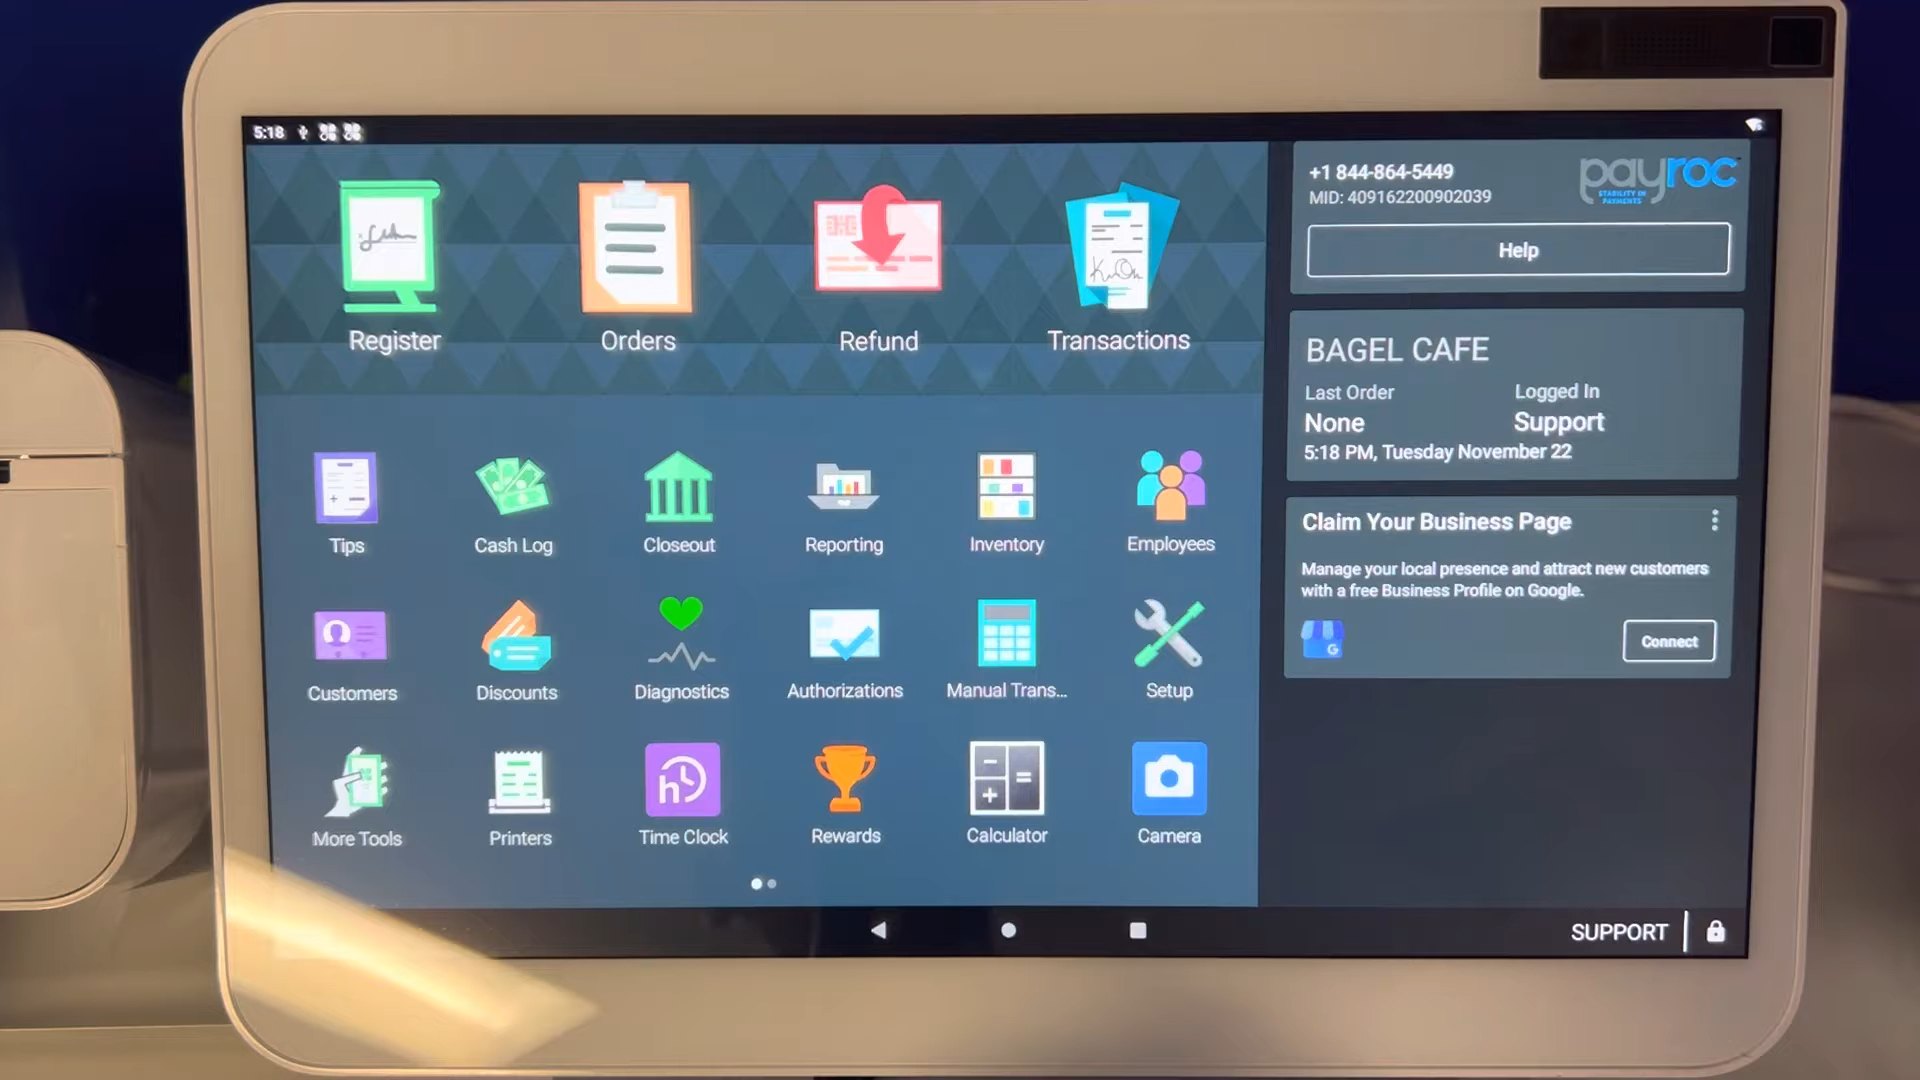 5:18
Register
Orders
Refund
Transactions
Tips
Cash Log
Closeout
Reporting
Inventory
Employees
Customers
Discounts
Diagnostics
Authorizations
Manual Trans...
Setup
More Tools
Printers
Time Clock
Rewards
Calculator
Camera
+1 844-864-5449
MID: 409162200902039
payroc
STABILITY IN
PAYMENTS
Help
BAGEL CAFE
Last Order
Logged In
None
Support
5:18 PM, Tuesday November 22
Claim Your Business Page
Manage your local presence and attract new customers
with a free Business Profile on Google.
G
Connect
SUPPORT